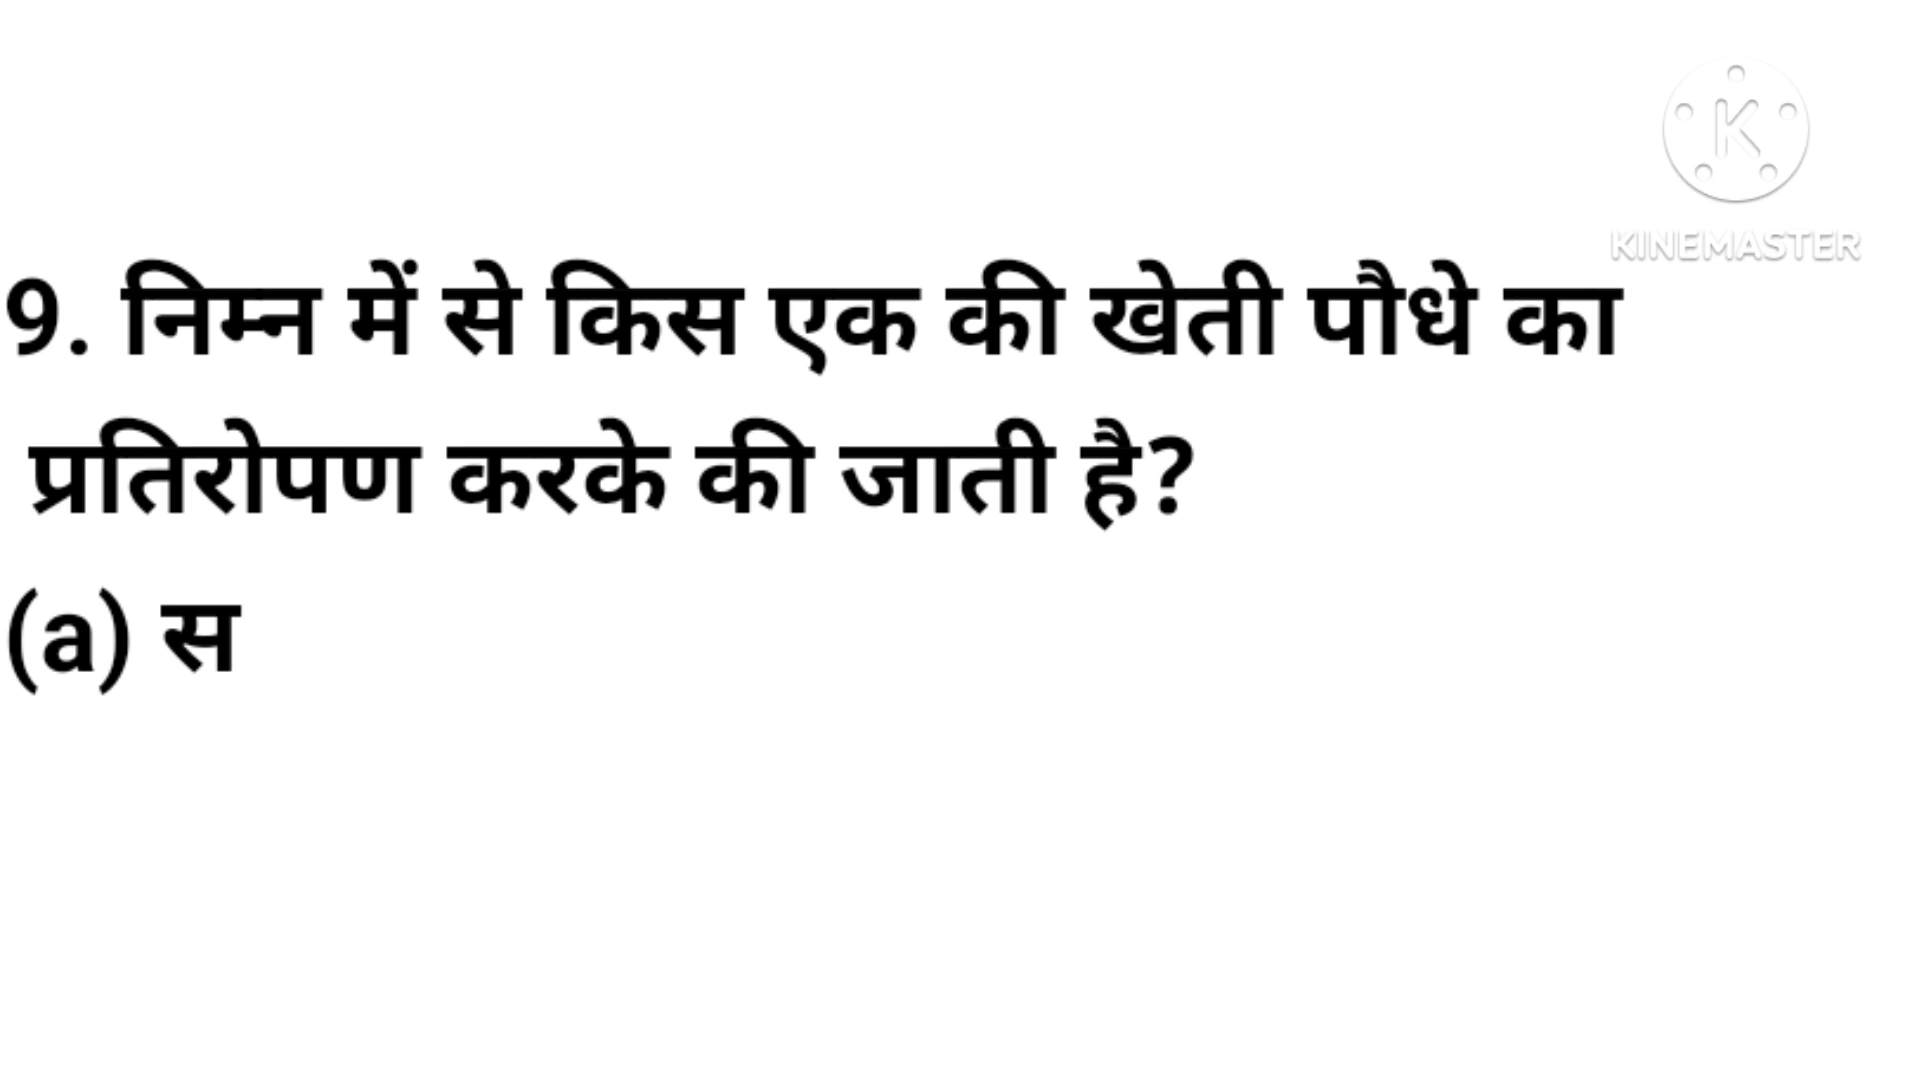 KINEMASTER
9. निम्न में से किस एक की खेती पौधे का
प्रतिरोपण करके की जाती है?
(a) स